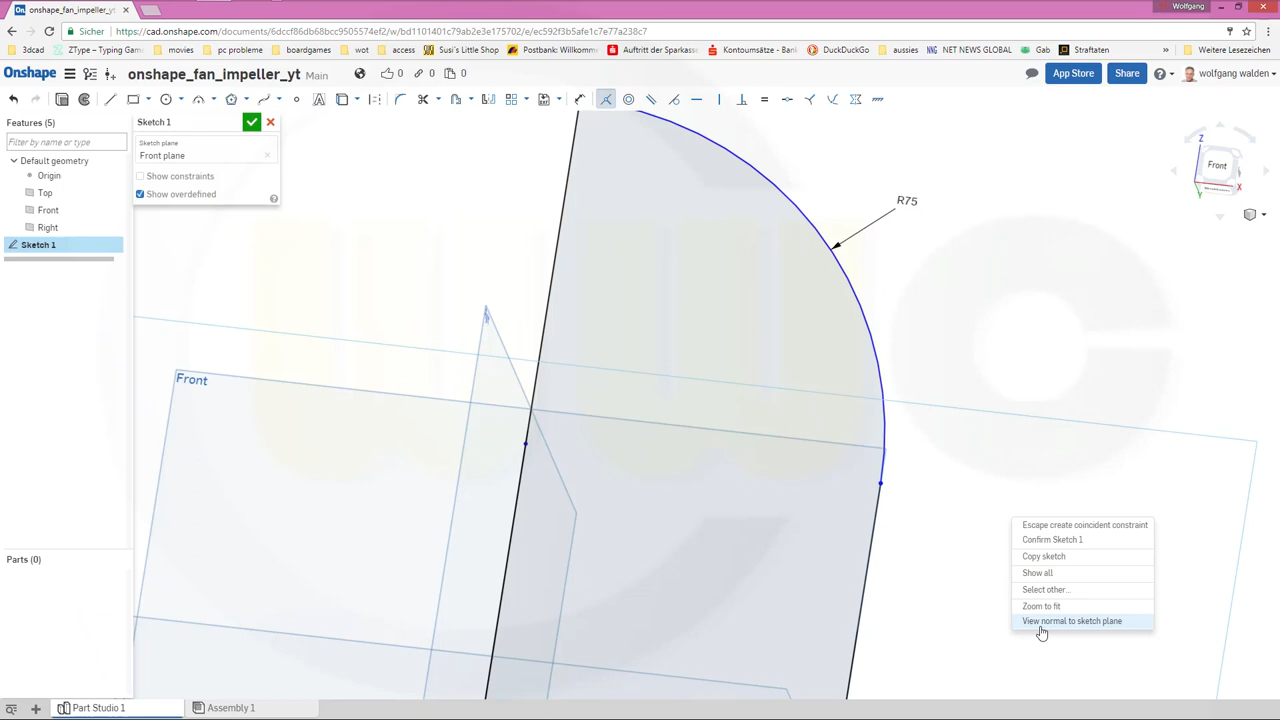 onshape_fan_impeller_yt
Wolfgang
Sicher
https://cad.onshape.com/documents/6dccf86db68bcc9505574ef2/w/bd1101401c79ab2e3e175702/e/ec593bf5afe1c7e77a238c7
3dcad
ZType – Typing Gam
movies
pc probleme
boardgames
wot
access
Susi's Little Shop
Postbank: Willkomme
Auftritt der Sparkasse
Kontoumsätze - Bank
DuckDuckGo
aussies
NET NEWS GLOBAL
Gab
Straftaten
»
Weitere Lesezeichen
Onshape
onshape_fan_impeller_yt
Main
0
0
0
App Store
Share
wolfgang walden
Features (5)
Filter by name or type
Default geometry
Origin
Top
Front
Right
Sketch 1
Sketch 1
Sketch plane
Front plane
Show constraints
Show overdefined
R75
Z
Front
X
Y
Front
Escape create coincident constraint
Confirm Sketch 1
Copy sketch
Show all
Select other...
Zoom to fit
View normal to sketch plane
Parts (0)
Part Studio 1
Assembly 1